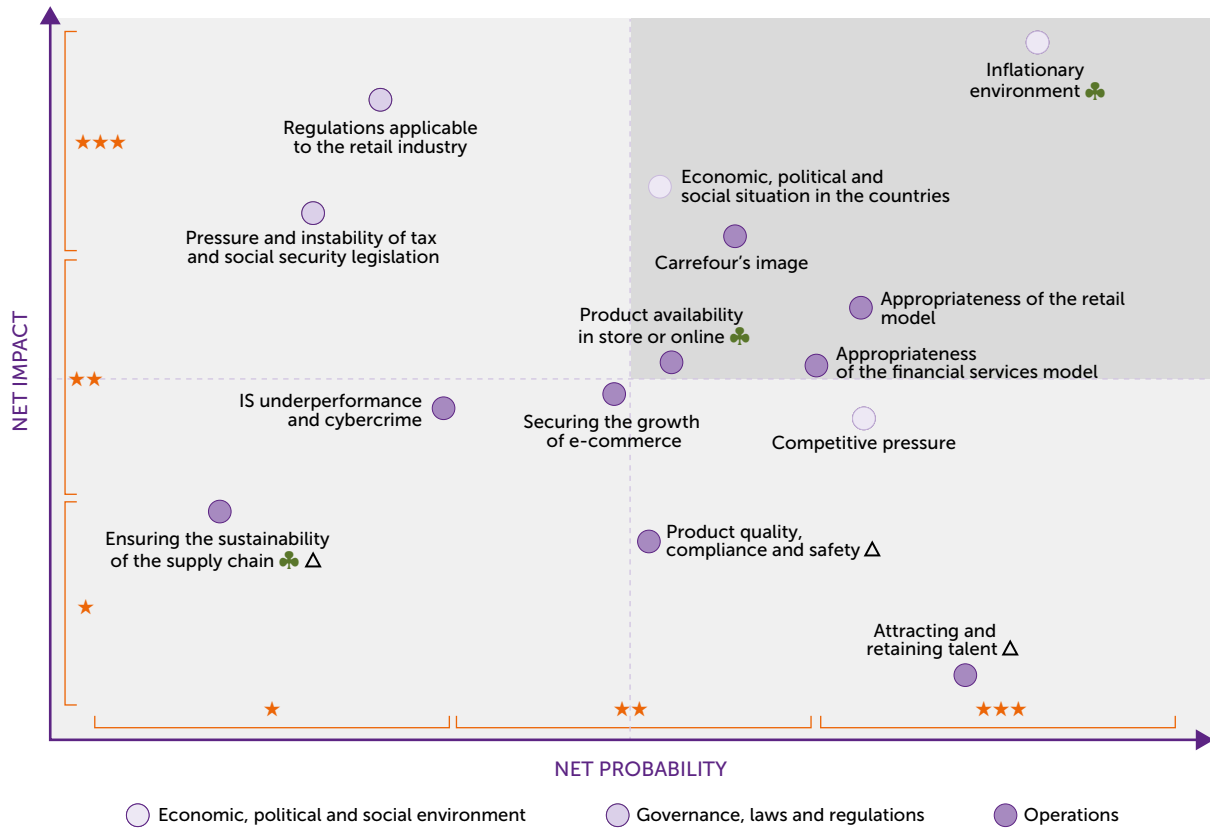 Inflationary
environment ♣
★★★
Regulations applicable
to the retail industry
Economic, political and
social situation in the countries
Pressure and instability of tax
and social security legislation
Carrefour’s image
Appropriateness of the retail
model
Product availability
in store or online ♣
Appropriateness
of the financial services model
NET IMPACT
★★
IS underperformance
and cybercrime
Securing the growth
of e-commerce
Competitive pressure
Ensuring the sustainability
of the supply chain ♣ Δ
Product quality,
compliance and safety Δ
★
Attracting and
retaining talent Δ
★
★★
★★★
NET PROBABILITY
Economic, political and social environment
Governance, laws and regulations
Operations